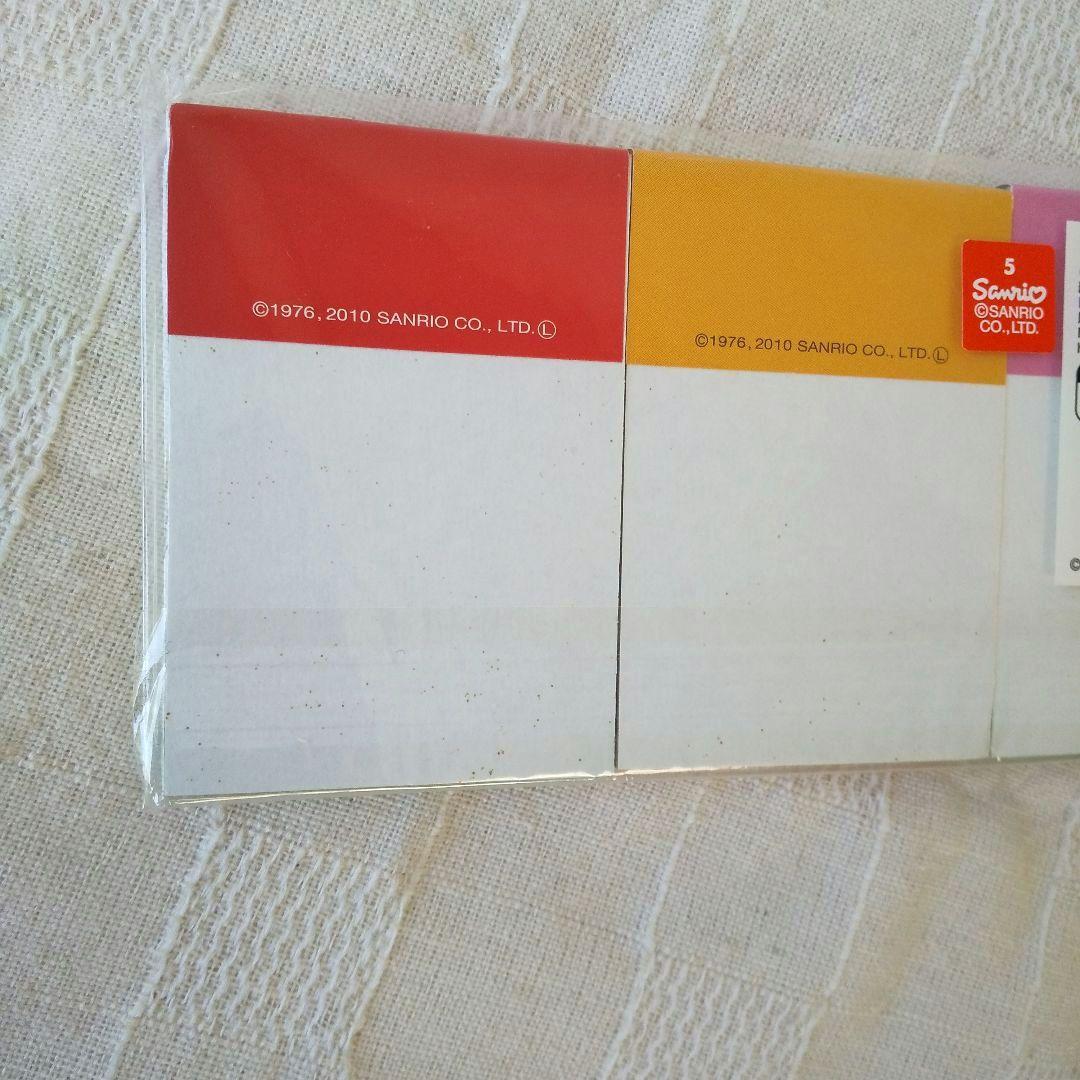 ©1976, 2010 SANRIO CO., LTD. Ⓛ
©1976, 2010 SANRIO CO., LTD. Ⓛ
5
Sanrio
©SANRIO
CO.,LTD.
©